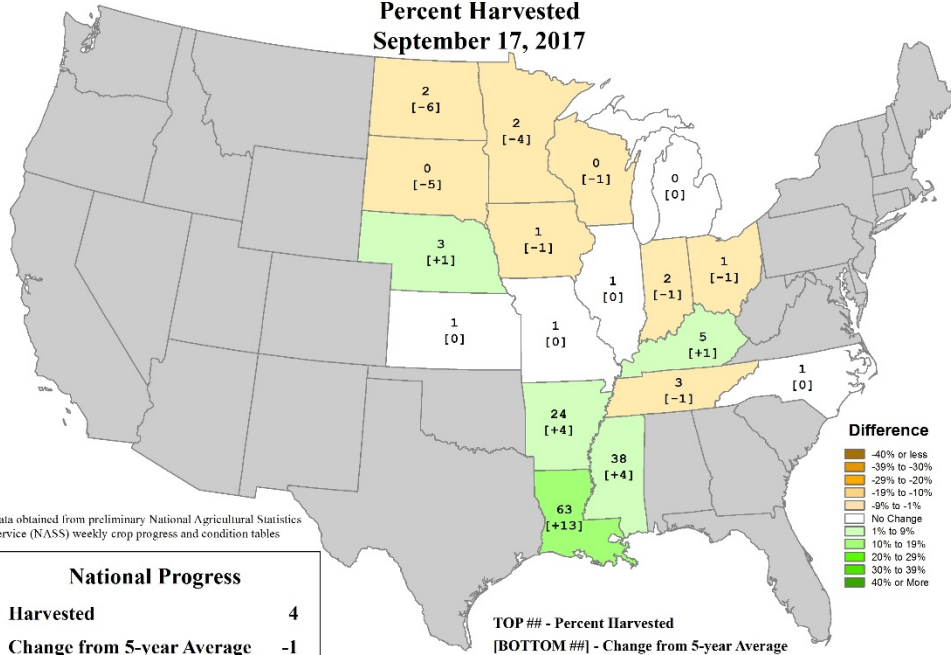 Percent Harvested
September 17, 2017
2
[-6]
2
[-4]
0
[-1]
0
[0]
0
[-5]
3
[+1]
1
[-1]
1
[0]
2
[-1]
1
[-1]
1
[0]
1
[0]
5
[+1]
3
[-1]
1
[0]
24
[+4]
38
[+4]
63
[+13]
Difference
-40% or less
-39% to -30%
-29% to -20%
-19% to -10%
-9% to -1%
No Change
1% to 9%
10% to 19%
20% to 29%
30% to 39%
40% or More
ata obtained from preliminary National Agricultural Statistics
ervice (NASS) weekly crop progress and condition tables
National Progress
Harvested 4
Change from 5-year Average -1
TOP ## - Percent Harvested
[BOTTOM ##] - Change from 5-year Average